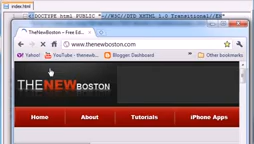 index.html
<!DOCTYPE html PUBLIC "-//W3C//DTD XHTML 1.0 Transitional//EN"
TheNewBoston – Free Ed
www.thenewboston.com
Yahoo!
YouTube - thenewb
Blogger Dashboard
Other bookmarks
THENEWBOSTON
Home
About
Tutorials
iPhone Apps